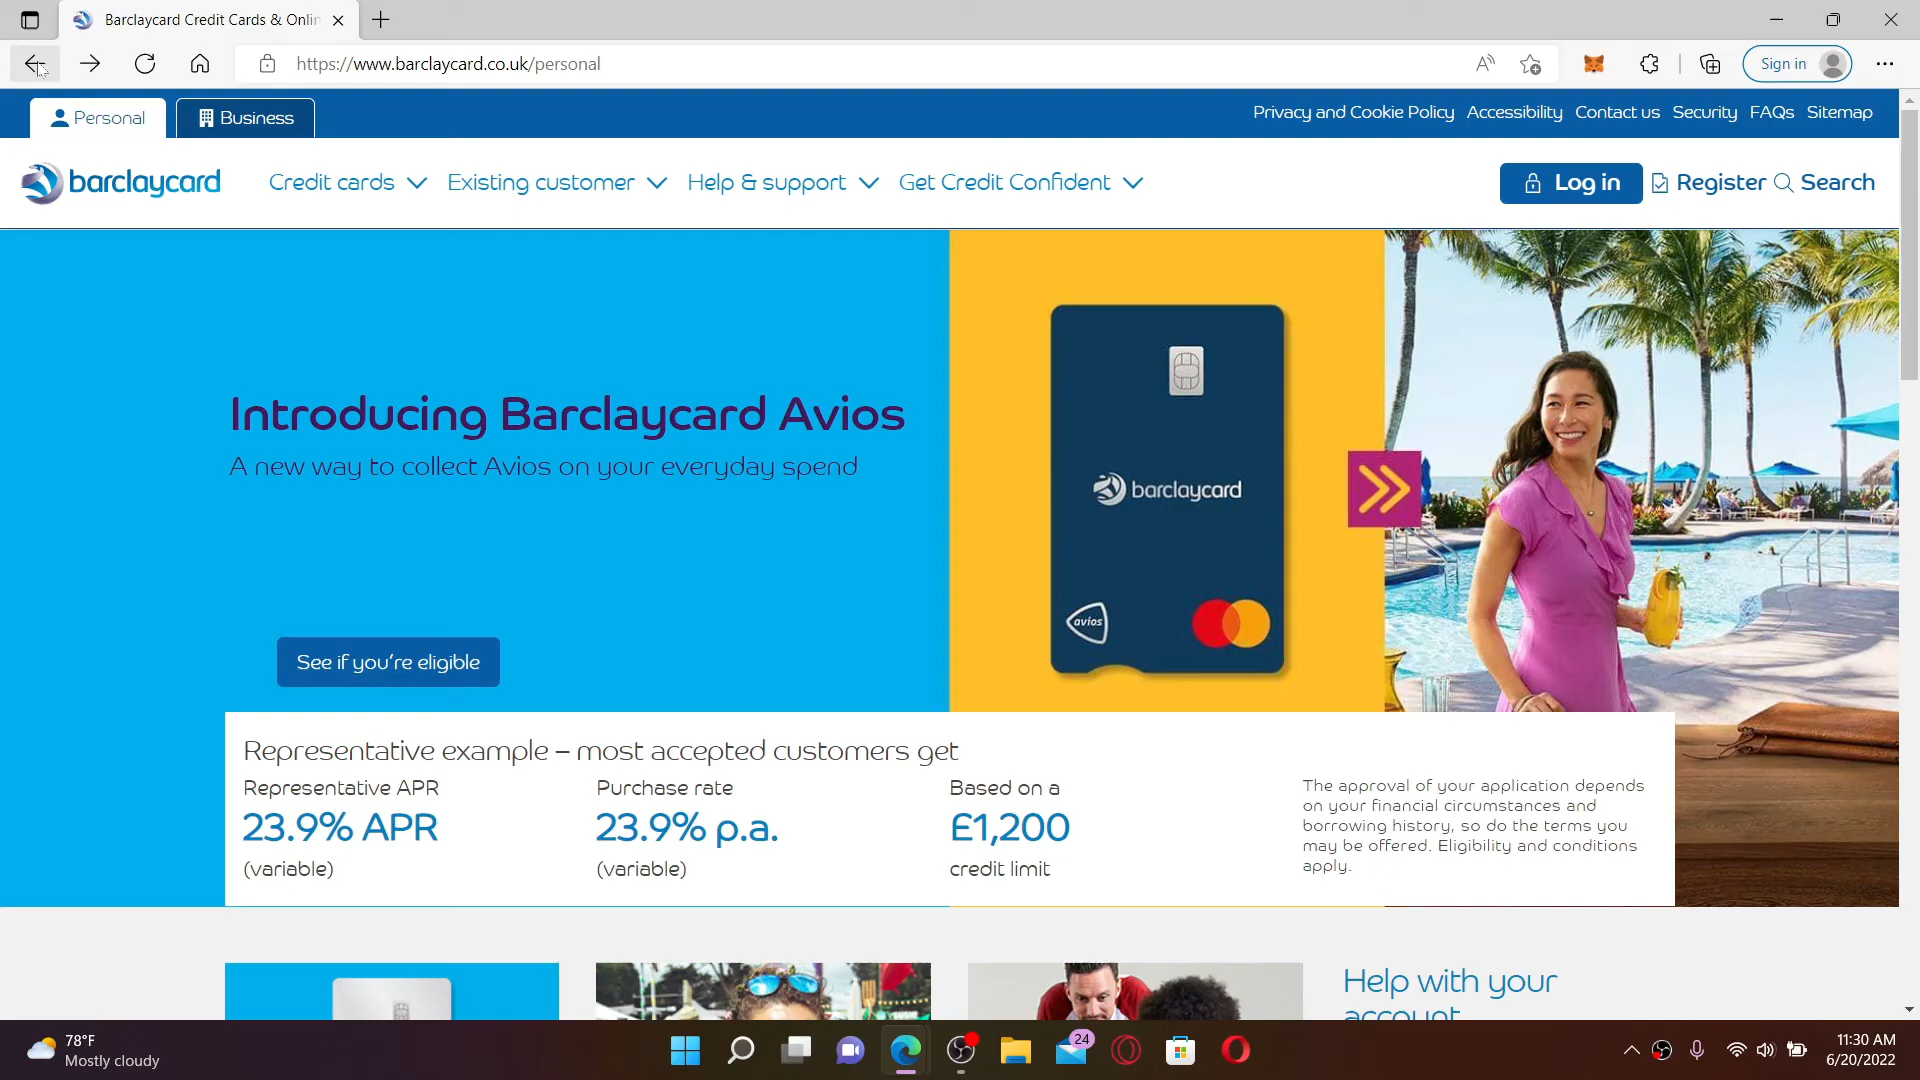 Barclaycard Credit Cards & Onlin
https://www.barclaycard.co.uk/personal
Sign in
Personal
Business
Privacy and Cookie Policy Accessibility Contact us Security FAQs Sitemap
barclaycard
Credit cards
Existing customer
Help & support
Get Credit Confident
Log in
Register
Search
Introducing Barclaycard Avios
A new way to collect Avios on your everyday spend
See if you're eligible
barclaycard
avios
Representative example – most accepted customers get
Representative APR
23.9% APR
(variable)
Purchase rate
23.9% p.a.
(variable)
Based on a
£1,200
credit limit
The approval of your application depends
on your financial circumstances and
borrowing history, so do the terms you
may be offered. Eligibility and conditions
apply.
Help with your
account
78°F
Mostly cloudy
24
11:30 AM
6/20/2022